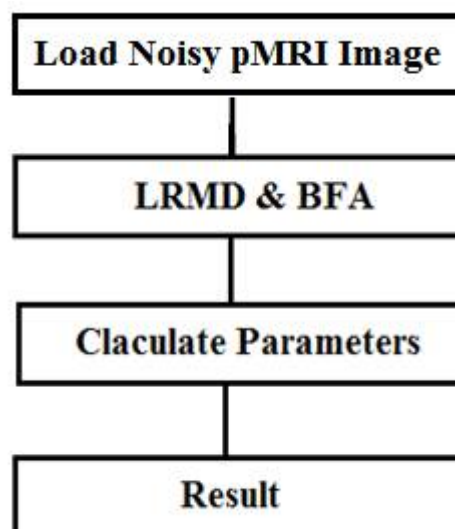 Load Noisy pMRI Image
LRMD & BFA
Claculate Parameters
Result